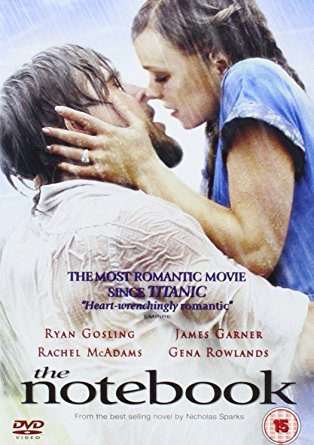 THE MOST ROMANTIC MOVIE
SINCE TITANIC
"Heart-wrenchingly romantic"
EMPIRE
RYAN GOSLING JAMES GARNER
RACHEL MCADAMS GENA ROWLANDS
the
notebook
From the best selling novel by Nicholas Sparks
DVD
VIDEO
15